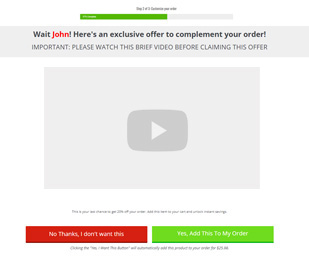 Step 2 of 3: Customize your order
Wait John! Here's an exclusive offer to complement your order!
IMPORTANT: PLEASE WATCH THIS BRIEF VIDEO BEFORE CLAIMING THIS OFFER
This is your last chance to get 20% off your order. Add this item to your cart and unlock instant savings.
No Thanks, I don't want this
Yes, Add This To My Order
Clicking the "Yes, I Want This Button" will automatically add this product to your order for $25.00.